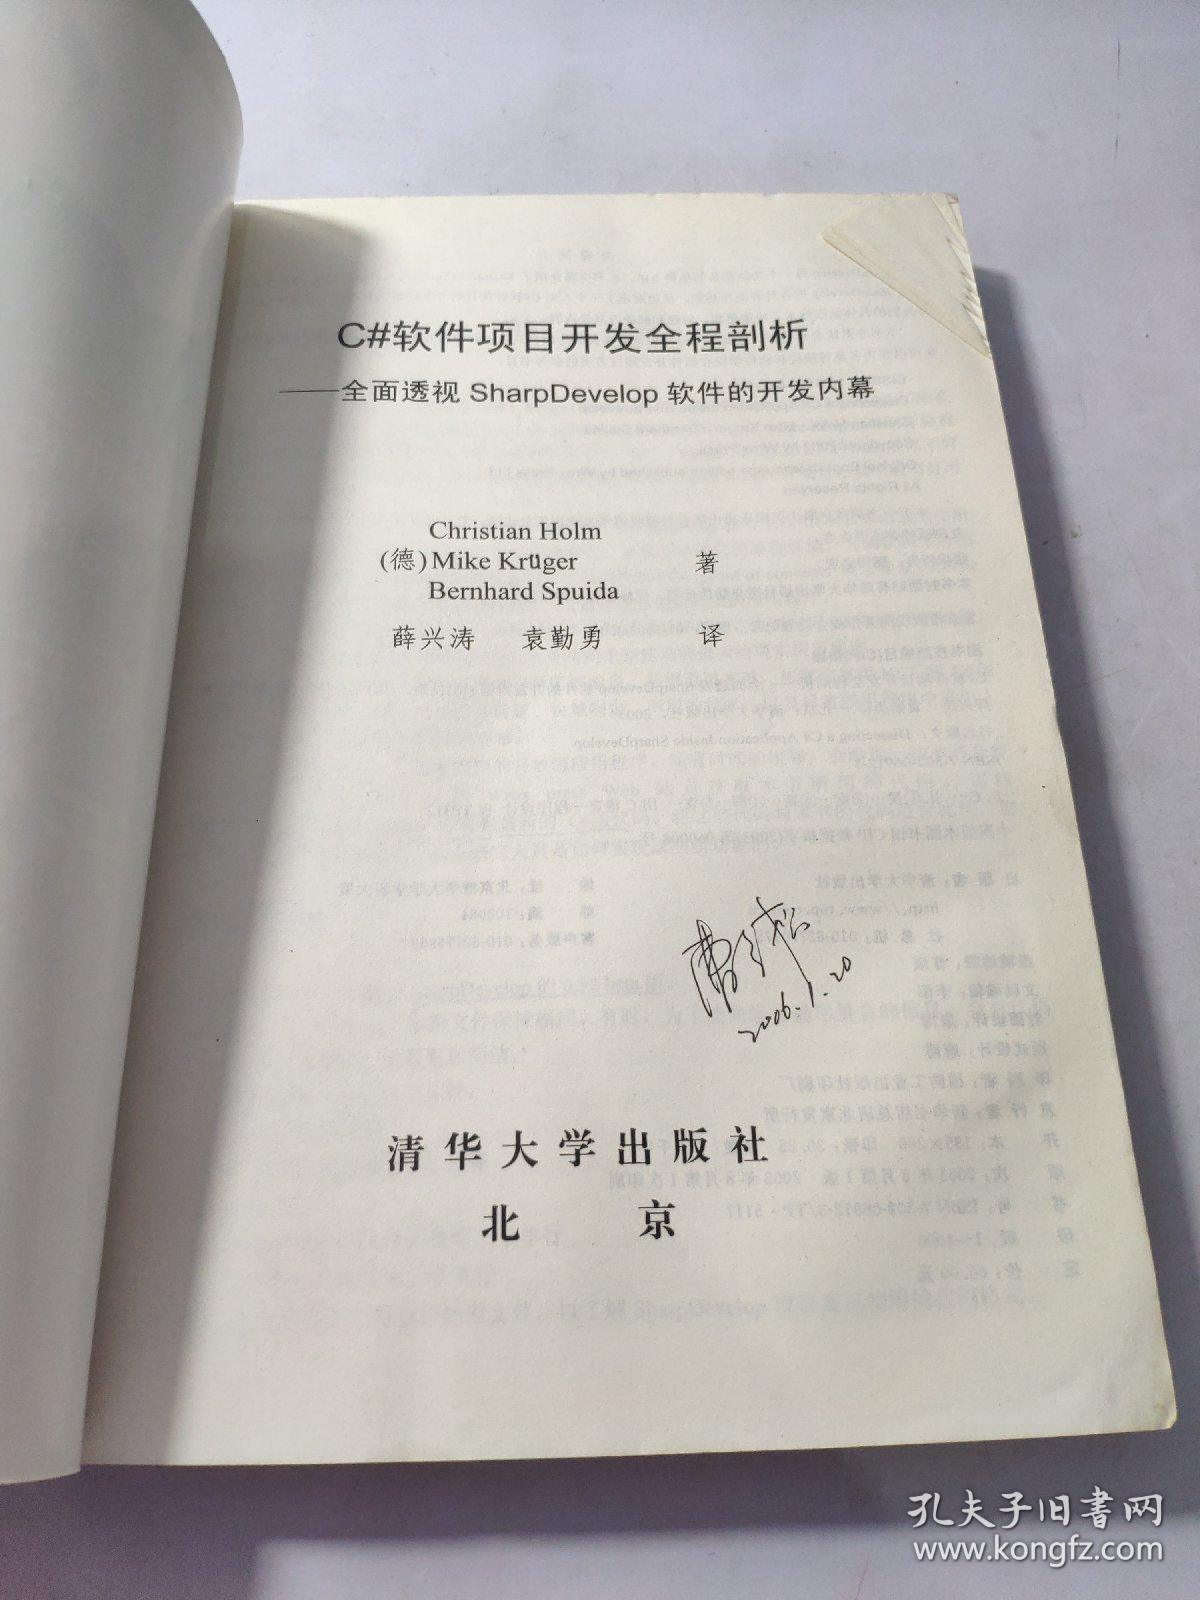 C#软件项目开发全程剖析
——全面透视 SharpDevelop 软件的开发内幕
Christian Holm
(德) Mike Krüger 著
Bernhard Spuida
薛兴涛 袁勤勇 译
2006.1.20
清华大学出版社
北 京
孔夫子旧书网
www.kongfz.com